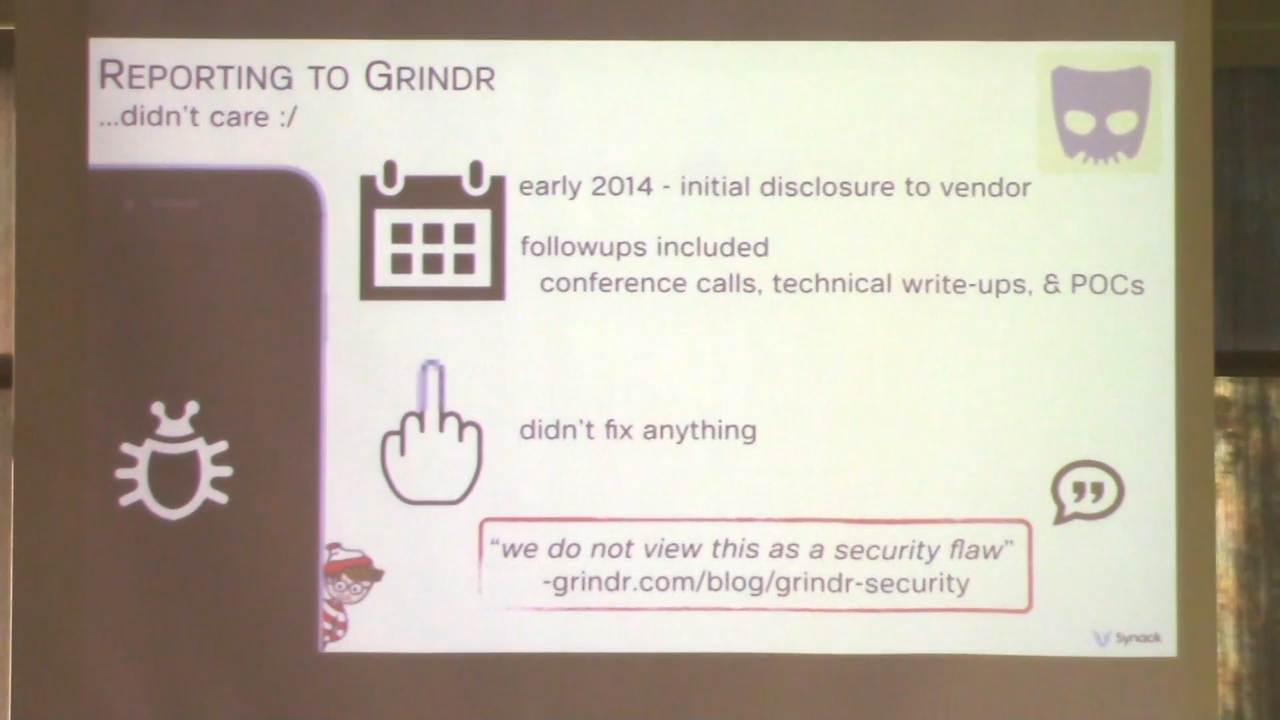 REPORTING TO GRINDR
...didn't care :/
early 2014 - initial disclosure to vendor
followups included
conference calls, technical write-ups, & POCs
didn't fix anything
"we do not view this as a security flaw"
-grindr.com/blog/grindr-security
Synack